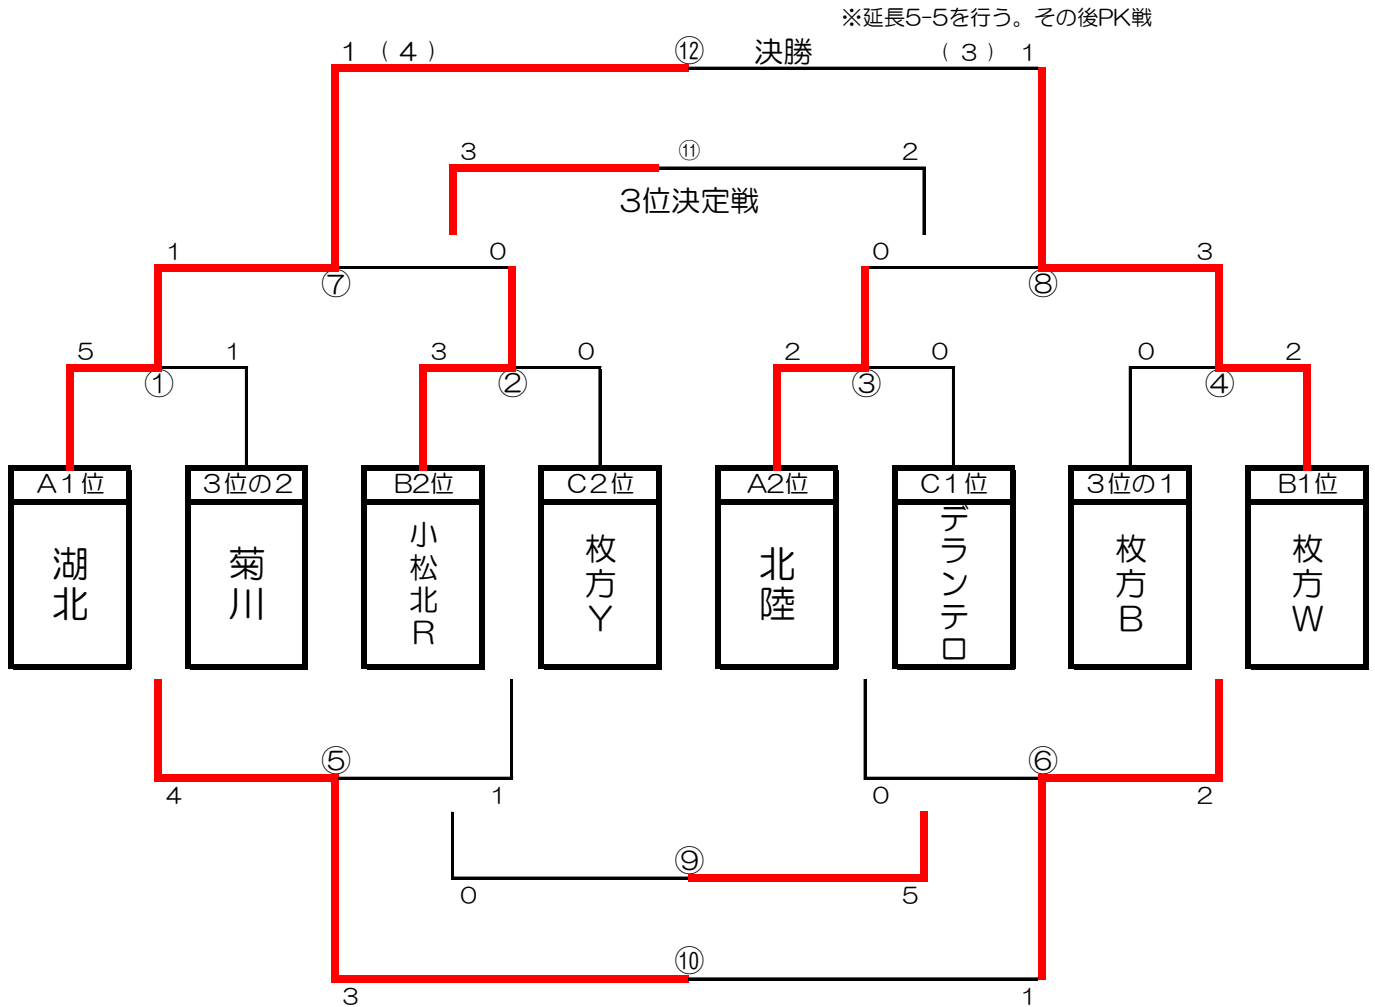 ※延長5-5を行う。その後PK戦
1 （４） ⑫ 決勝 （３） 1
3 ⑪ 2
3位決定戦
1 0 0 3
⑦ ⑧
5 1 3 0 2 0 0 2
① ② ③ ④
A１位 3位の２ B2位 C２位 A2位 C１位 3位の１ B1位
湖北 菊川 小松北R 枚方Y 北陸 デランテロ 枚方B 枚方W
⑤ ⑥
4 1 0 2
⑨
0 5
⑩
3 1